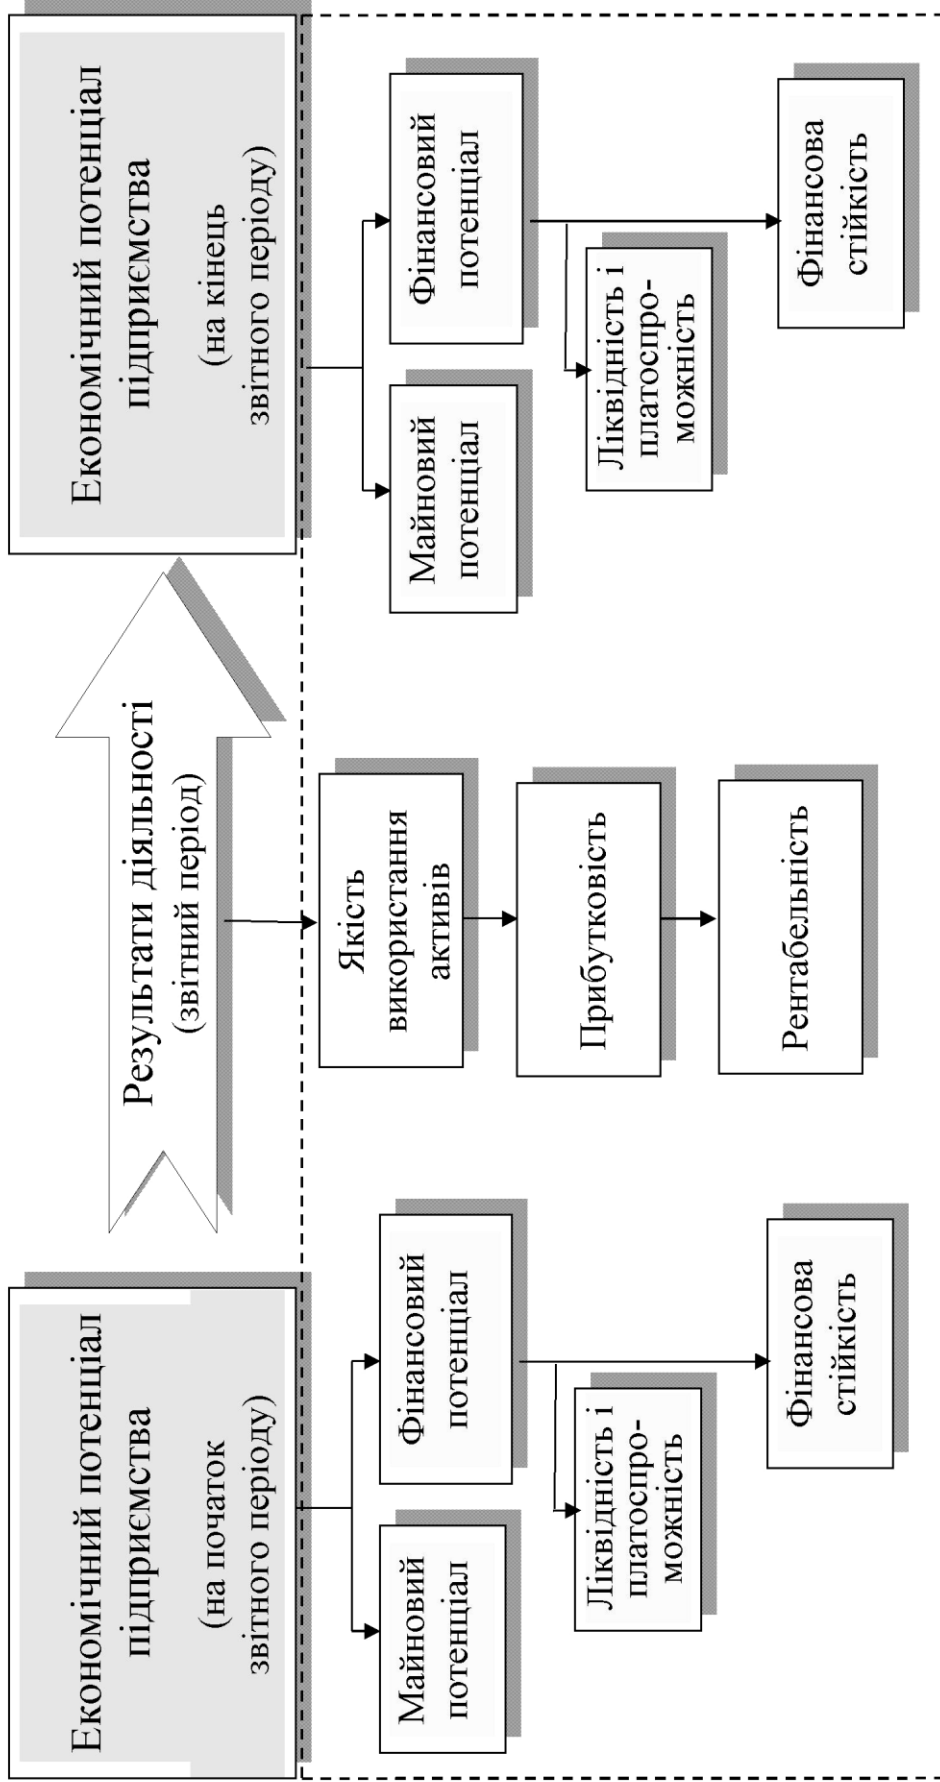 Економічний потенціал
підприємства
(на початок
звітного періоду)
Результати діяльності
(звітний період)
Економічний потенціал
підприємства
(на кінець
звітного періоду)
Майновий
потенціал
Фінансовий
потенціал
Ліквідність і
платоспро-
можність
Фінансова
стійкість
Якість
використання
активів
Прибутковість
Рентабельність
Майновий
потенціал
Фінансовий
потенціал
Ліквідність і
платоспро-
можність
Фінансова
стійкість